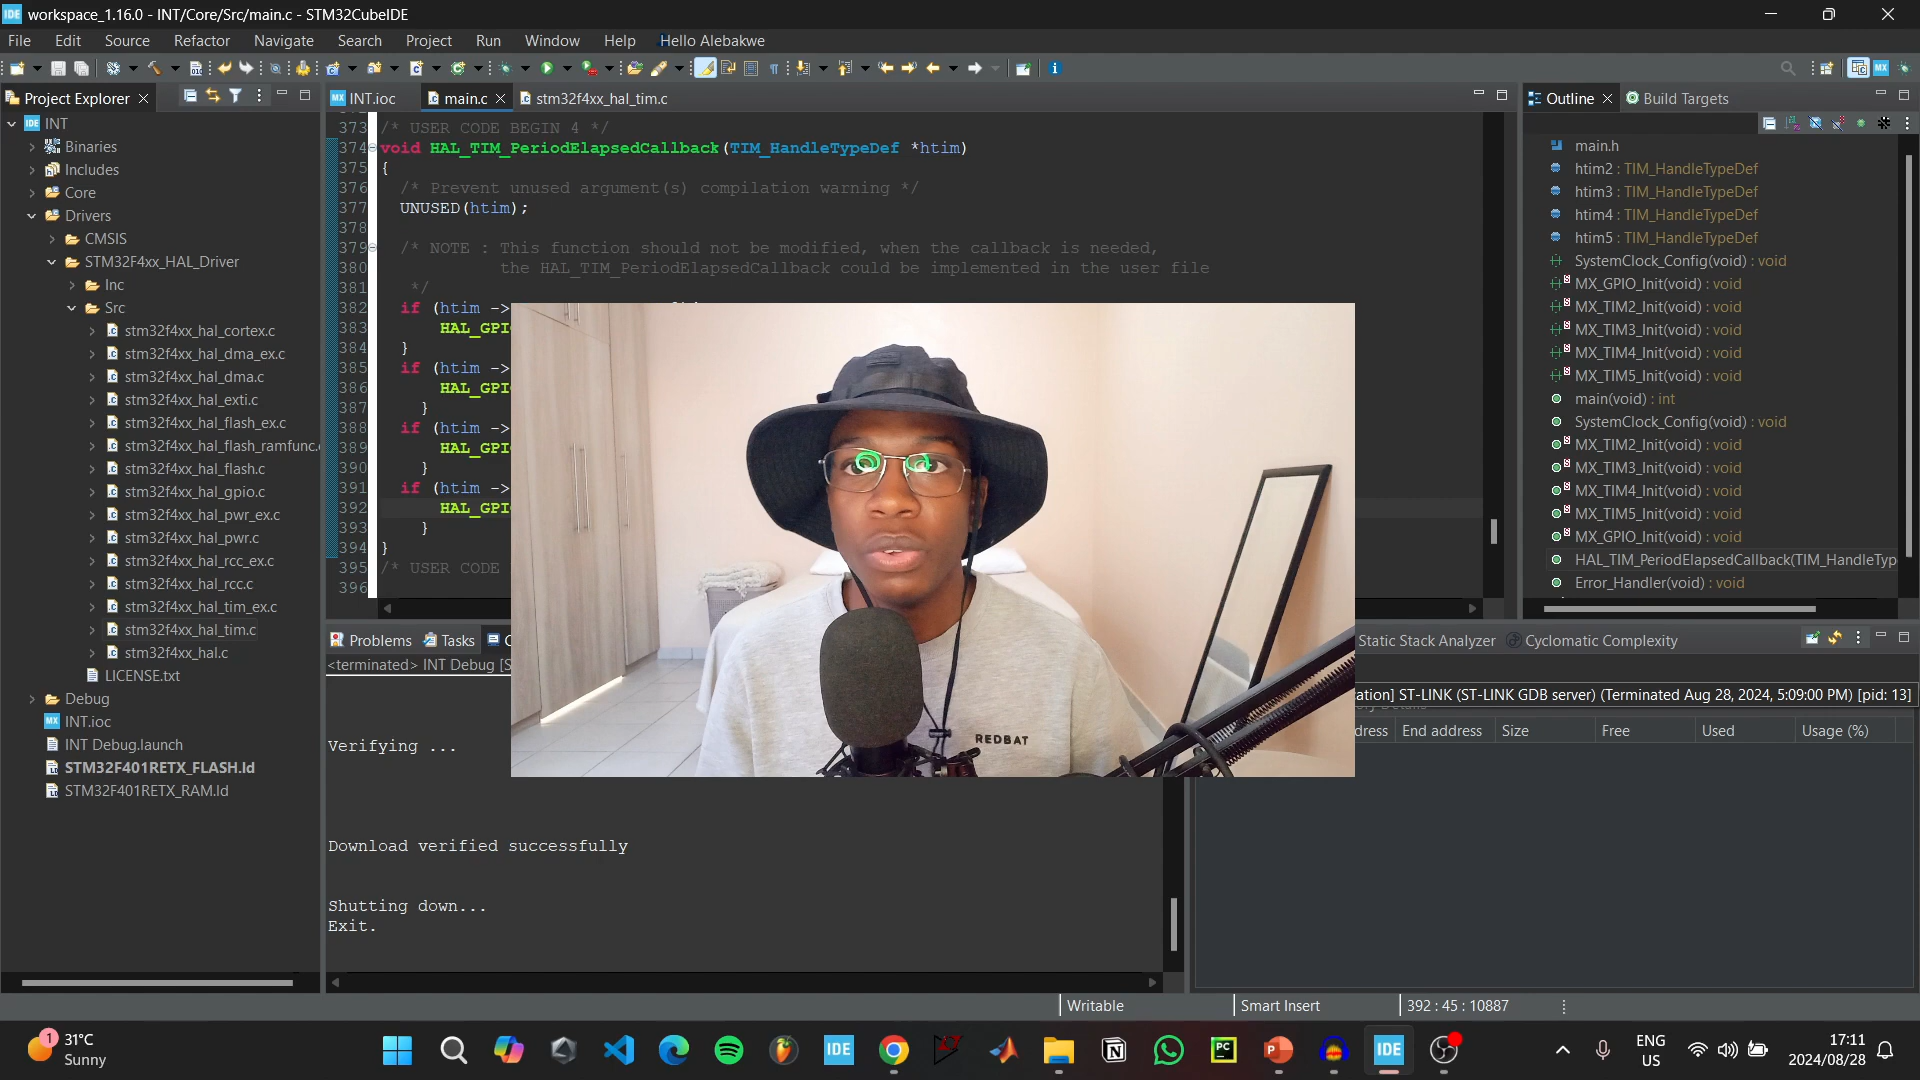 workspace_1.16.0 - INT/Core/Src/main.c - STM32CubeIDE
File Edit Source Refactor Navigate Search Project Run Window Help Hello Alebakwe
Project Explorer
INT
Binaries
Includes
Core
Drivers
CMSIS
STM32F4xx_HAL_Driver
Inc
Src
stm32f4xx_hal_cortex.c
stm32f4xx_hal_dma_ex.c
stm32f4xx_hal_dma.c
stm32f4xx_hal_exti.c
stm32f4xx_hal_flash_ex.c
stm32f4xx_hal_flash_ramfunc.
stm32f4xx_hal_flash.c
stm32f4xx_hal_gpio.c
stm32f4xx_hal_pwr_ex.c
stm32f4xx_hal_pwr.c
stm32f4xx_hal_rcc_ex.c
stm32f4xx_hal_rcc.c
stm32f4xx_hal_tim_ex.c
stm32f4xx_hal_tim.c
stm32f4xx_hal.c
LICENSE.txt
Debug
INT.ioc
INT Debug.launch
STM32F401RETX_FLASH.ld
STM32F401RETX_RAM.ld
INT.ioc main.c stm32f4xx_hal_tim.c
373 /* USER CODE BEGIN 4 */
374 void HAL_TIM_PeriodElapsedCallback(TIM_HandleTypeDef *htim)
375 {
376 /* Prevent unused argument(s) compilation warning */
377 UNUSED(htim);
378
379 /* NOTE : This function should not be modified, when the callback is needed,
380 the HAL_TIM_PeriodElapsedCallback could be implemented in the user file
381 */
382 if (htim ->
383 HAL_GPI
384 }
385 if (htim ->
386 HAL_GPI
387 }
388 if (htim ->
389 HAL_GPI
390 }
391 if (htim ->
392 HAL_GPI
393 }
394 }
395 /* USER CODE
396
REDBAT
Outline Build Targets
main.h
htim2 : TIM_HandleTypeDef
htim3 : TIM_HandleTypeDef
htim4 : TIM_HandleTypeDef
htim5 : TIM_HandleTypeDef
SystemClock_Config(void) : void
MX_GPIO_Init(void) : void
MX_TIM2_Init(void) : void
MX_TIM3_Init(void) : void
MX_TIM4_Init(void) : void
MX_TIM5_Init(void) : void
main(void) : int
SystemClock_Config(void) : void
MX_TIM2_Init(void) : void
MX_TIM3_Init(void) : void
MX_TIM4_Init(void) : void
MX_TIM5_Init(void) : void
MX_GPIO_Init(void) : void
HAL_TIM_PeriodElapsedCallback(TIM_HandleTyp
Error_Handler(void) : void
Problems Tasks C
<terminated> INT Debug [S
Verifying ...
Download verified successfully
Shutting down...
Exit.
Static Stack Analyzer Cyclomatic Complexity
ation] ST-LINK (ST-LINK GDB server) (Terminated Aug 28, 2024, 5:09:00 PM) [pid: 13]
dress End address Size Free Used Usage (%)
Writable Smart Insert 392 : 45 : 10887
1 31°C
Sunny
IDE
PC
IDE
ENG
US
17:11
2024/08/28